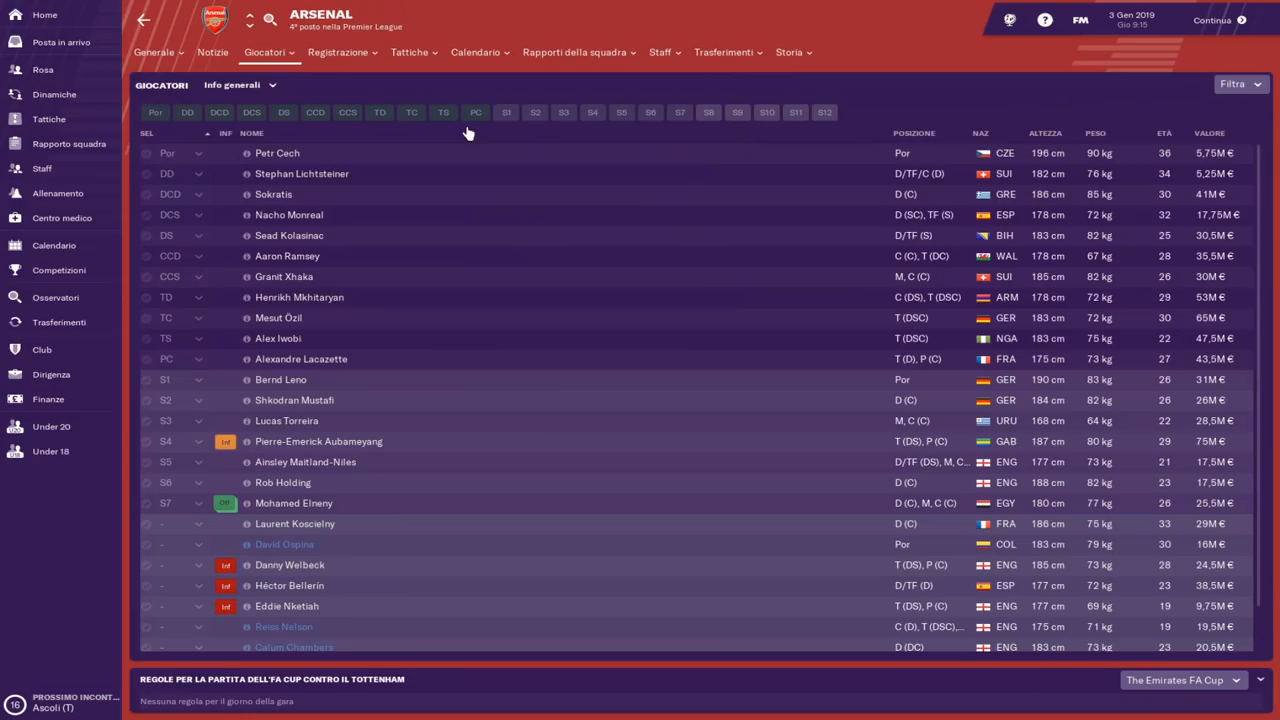 Home
Posta in arrivo
Rosa
Dinamiche
Tattiche
Rapporto squadra
Staff
Allenamento
Centro medico
Calendario
Competizioni
Osservatori
Trasferimenti
Club
Dirigenza
Finanze
Under 20
Under 18
16 PROSSIMO INCONT...
Ascoli (T)
Arsenal
ARSENAL
4° posto nella Premier League
? FM 3 Gen 2019 Continua
Gio 9:15
Generale Notizie Giocatori Registrazione Tattiche Calendario Rapporti della squadra Staff Trasferimenti Storia
GIOCATORI Info generali Filtra
Por DD DCD DCS DS CCD CCS TD TC TS PC S1 S2 S3 S4 S5 S6 S7 S8 S9 S10 S11 S12
SEL INF NOME POSIZIONE NAZ ALTEZZA PESO ETÀ VALORE
Por Petr Cech Por CZE 196 cm 90 kg 36 5,75M €
DD Stephan Lichtsteiner D/TF/C (D) SUI 182 cm 76 kg 34 5,25M €
DCD Sokratis D (C) GRE 186 cm 85 kg 30 41M €
DCS Nacho Monreal D (SC), TF (S) ESP 178 cm 72 kg 32 17,75M €
DS Sead Kolasinac D/TF (S) BIH 183 cm 82 kg 25 30,5M €
CCD Aaron Ramsey C (C), T (DC) WAL 178 cm 67 kg 28 35,5M €
CCS Granit Xhaka M, C (C) SUI 185 cm 82 kg 26 30M €
TD Henrikh Mkhitaryan C (DS), T (DSC) ARM 178 cm 72 kg 29 53M €
TC Mesut Özil T (DSC) GER 183 cm 72 kg 30 65M €
TS Alex Iwobi T (DSC) NGA 183 cm 75 kg 22 47,5M €
PC Alexandre Lacazette T (D), P (C) FRA 175 cm 73 kg 27 43,5M €
S1 Bernd Leno Por GER 190 cm 83 kg 26 31M €
S2 Shkodran Mustafi D (C) GER 184 cm 82 kg 26 26M €
S3 Lucas Torreira M, C (C) URU 168 cm 64 kg 22 28,5M €
S4 Inf Pierre-Emerick Aubameyang T (DS), P (C) GAB 187 cm 80 kg 29 75M €
S5 Ainsley Maitland-Niles D/TF (DS), M, C... ENG 177 cm 73 kg 21 17,5M €
S6 Rob Holding D (C) ENG 188 cm 82 kg 23 17,5M €
S7 Off Mohamed Elneny D (C), M, C (C) EGY 180 cm 77 kg 26 25,5M €
- Laurent Koscielny D (C) FRA 186 cm 75 kg 33 29M €
- David Ospina Por COL 183 cm 79 kg 30 16M €
- Inf Danny Welbeck T (DS), P (C) ENG 185 cm 73 kg 28 24,5M €
- Inf Héctor Bellerín D/TF (D) ESP 177 cm 72 kg 23 38,5M €
- Inf Eddie Nketiah T (DS), P (C) ENG 177 cm 69 kg 19 9,75M €
- Reiss Nelson C (D), T (DSC),... ENG 175 cm 71 kg 19 19,5M €
- Calum Chambers D (DC) ENG 183 cm 73 kg 23 20,5M €
REGOLE PER LA PARTITA DELL'FA CUP CONTRO IL TOTTENHAM The Emirates FA Cup
Nessuna regola per il giorno della gara